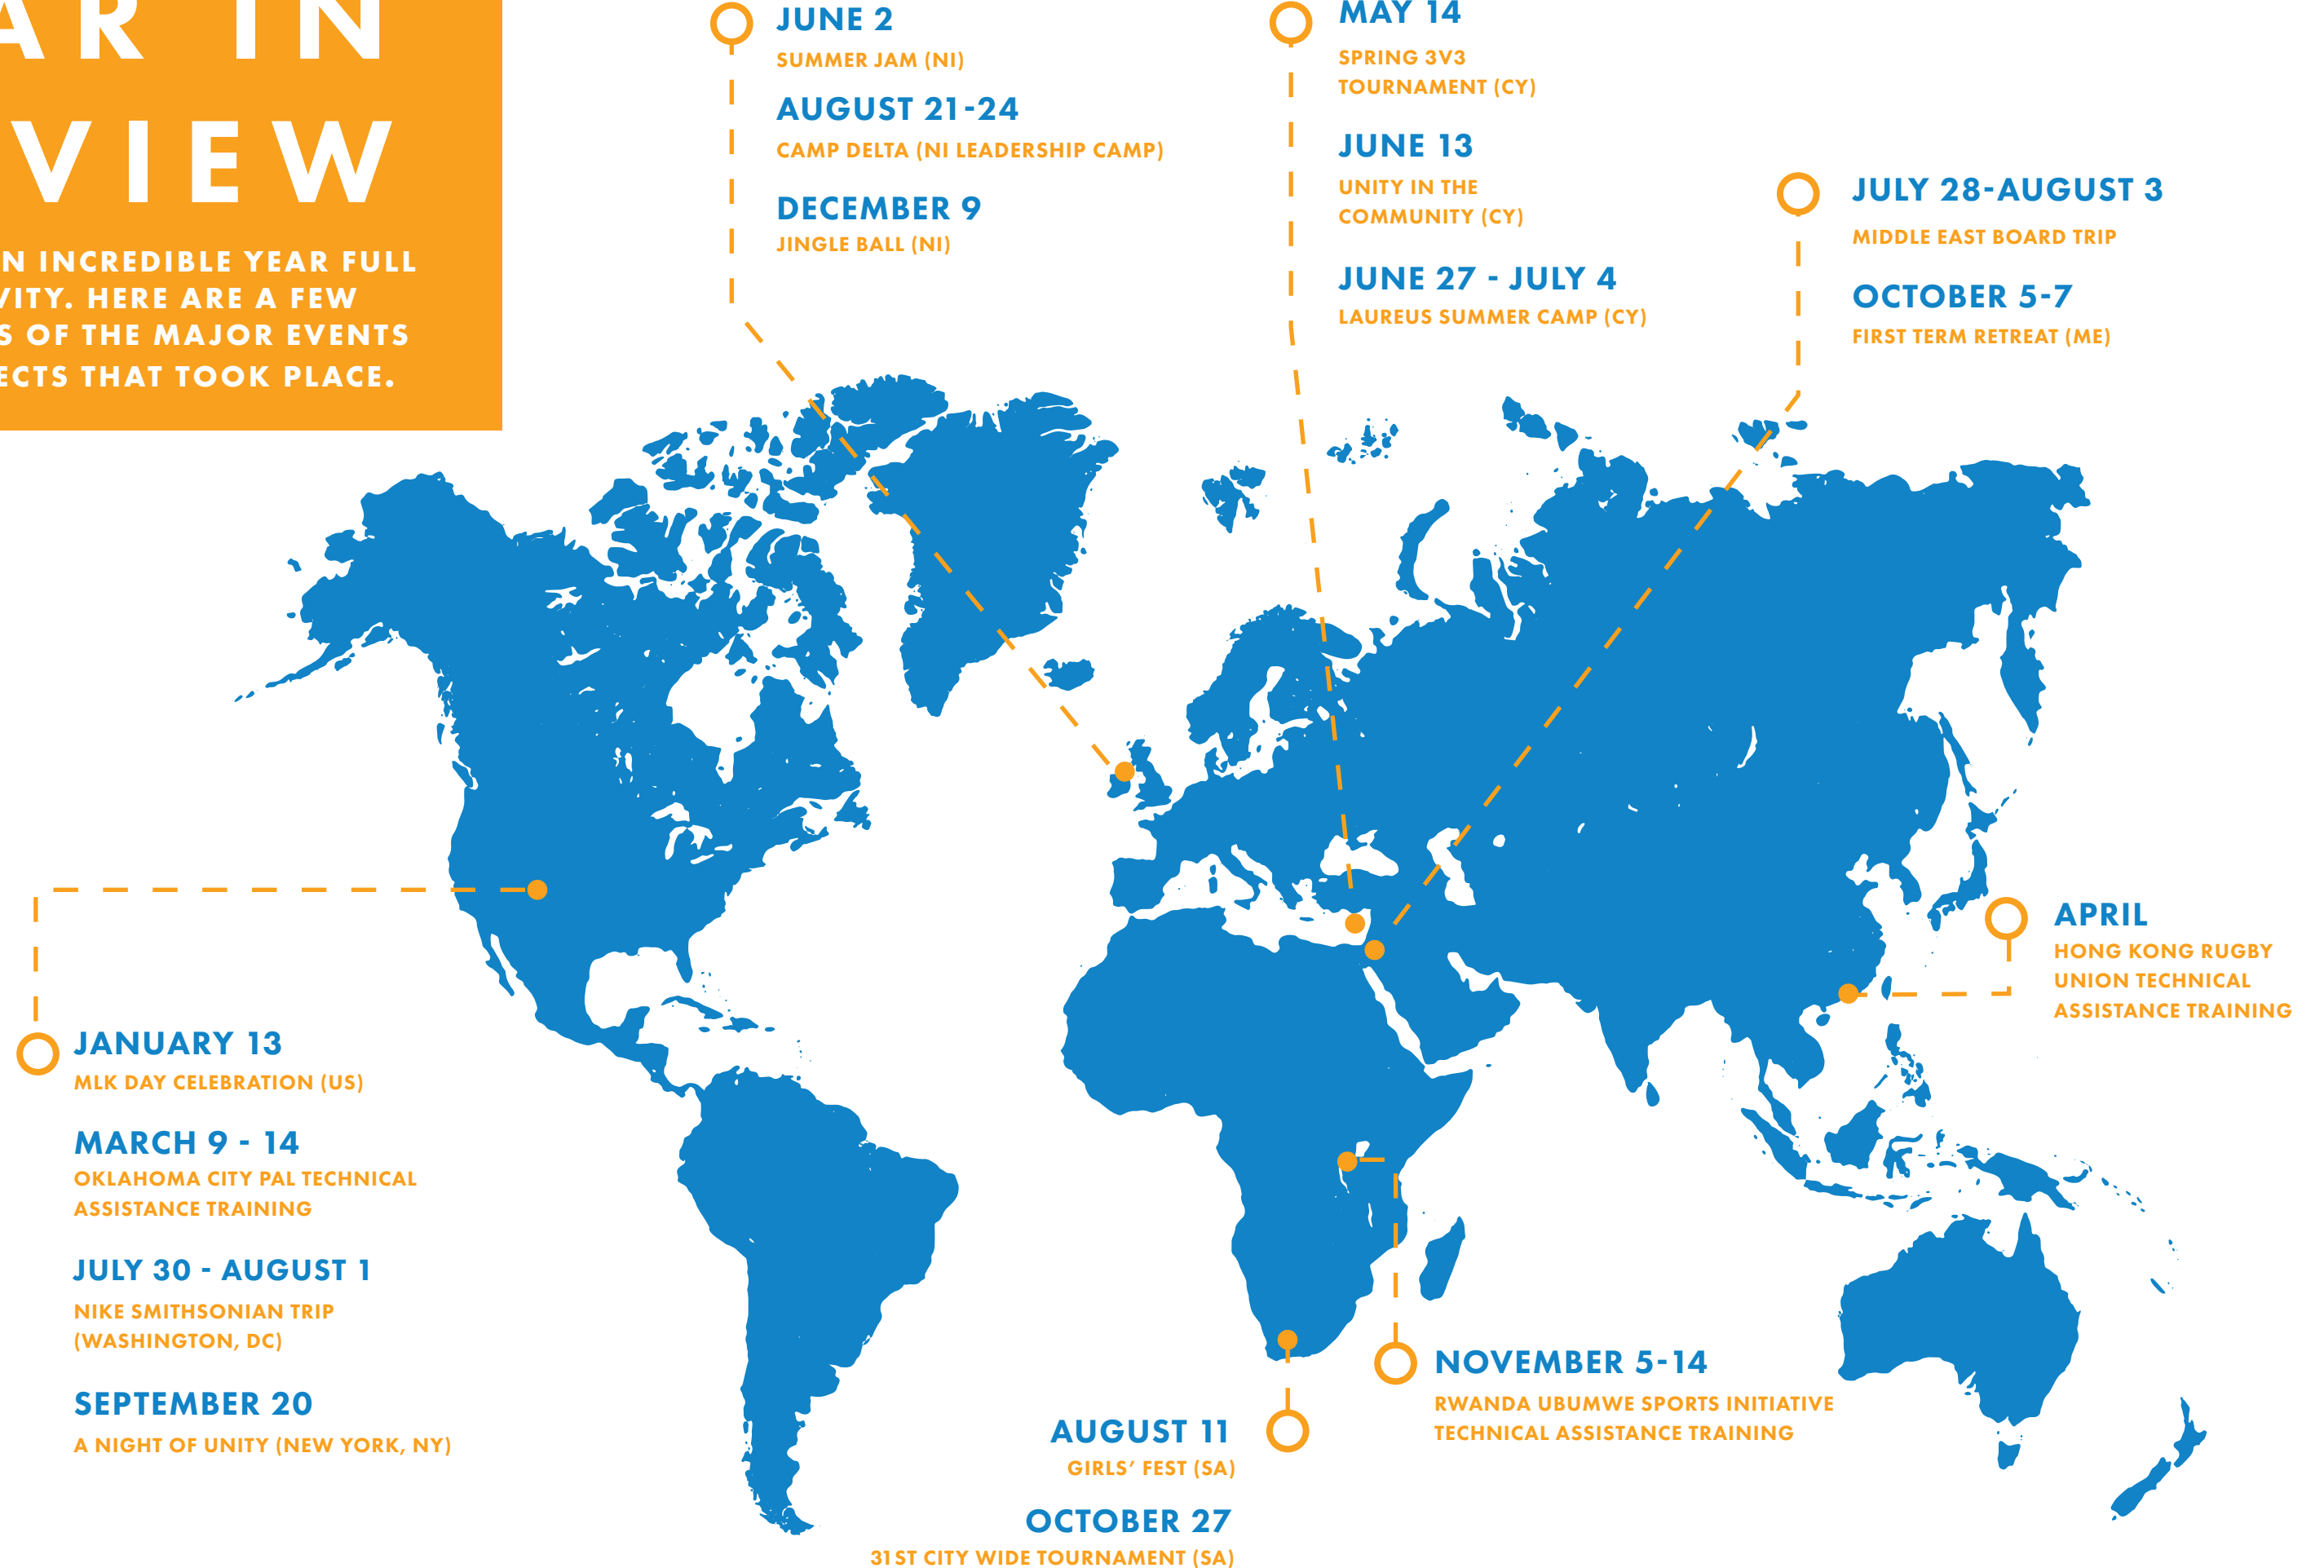 AR IN
VIEW
N INCREDIBLE YEAR FULL
VITY. HERE ARE A FEW
S OF THE MAJOR EVENTS
ECTS THAT TOOK PLACE.
JUNE 2
SUMMER JAM (NI)
AUGUST 21-24
CAMP DELTA (NI LEADERSHIP CAMP)
DECEMBER 9
JINGLE BALL (NI)
MAY 14
SPRING 3V3
TOURNAMENT (CY)
JUNE 13
UNITY IN THE
COMMUNITY (CY)
JUNE 27 - JULY 4
LAUREUS SUMMER CAMP (CY)
JULY 28-AUGUST 3
MIDDLE EAST BOARD TRIP
OCTOBER 5-7
FIRST TERM RETREAT (ME)
APRIL
HONG KONG RUGBY
UNION TECHNICAL
ASSISTANCE TRAINING
JANUARY 13
MLK DAY CELEBRATION (US)
MARCH 9 - 14
OKLAHOMA CITY PAL TECHNICAL
ASSISTANCE TRAINING
JULY 30 - AUGUST 1
NIKE SMITHSONIAN TRIP
(WASHINGTON, DC)
SEPTEMBER 20
A NIGHT OF UNITY (NEW YORK, NY)
NOVEMBER 5-14
RWANDA UBUMWE SPORTS INITIATIVE
TECHNICAL ASSISTANCE TRAINING
AUGUST 11
GIRLS' FEST (SA)
OCTOBER 27
31ST CITY WIDE TOURNAMENT (SA)